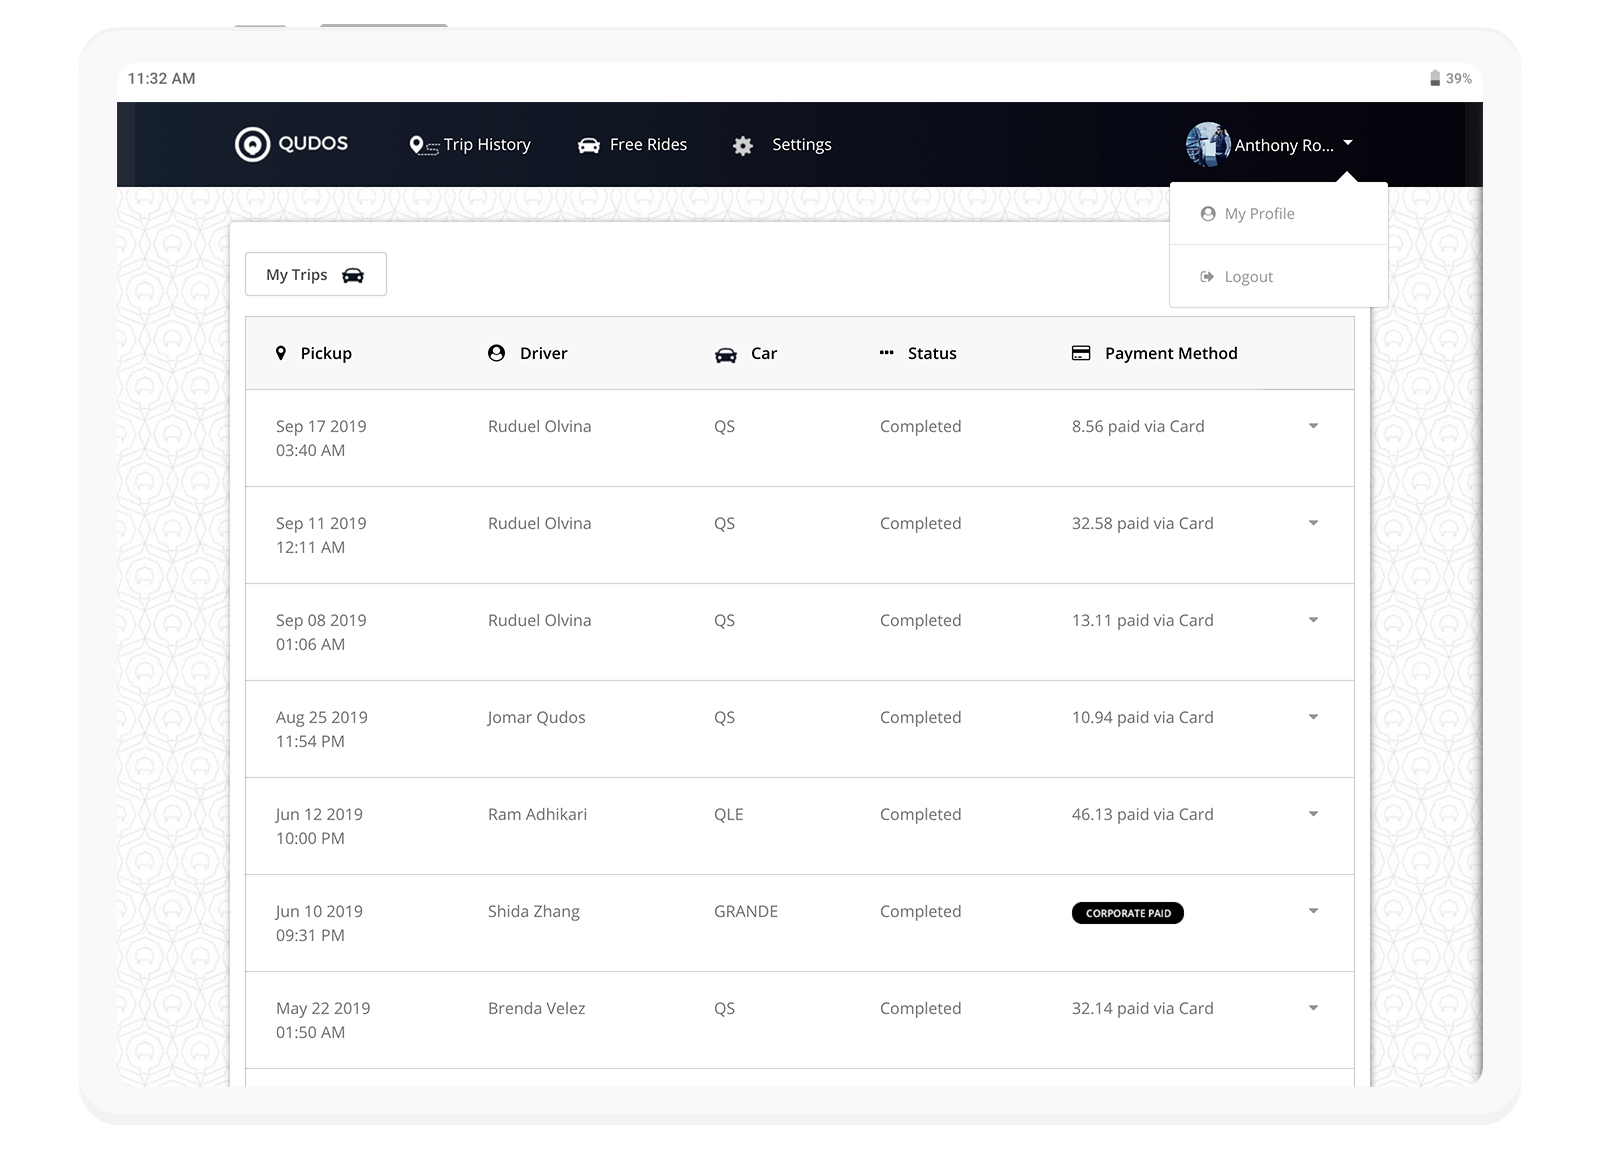 11:32 AM
39%
QUDOS
Trip History
Free Rides
Settings
Anthony Ro...
My Profile
Logout
My Trips
Pickup Driver Car Status Payment Method
Sep 17 2019 Ruduel Olvina QS Completed 8.56 paid via Card
03:40 AM
Sep 11 2019 Ruduel Olvina QS Completed 32.58 paid via Card
12:11 AM
Sep 08 2019 Ruduel Olvina QS Completed 13.11 paid via Card
01:06 AM
Aug 25 2019 Jomar Qudos QS Completed 10.94 paid via Card
11:54 PM
Jun 12 2019 Ram Adhikari QLE Completed 46.13 paid via Card
10:00 PM
Jun 10 2019 Shida Zhang GRANDE Completed CORPORATE PAID
09:31 PM
May 22 2019 Brenda Velez QS Completed 32.14 paid via Card
01:50 AM